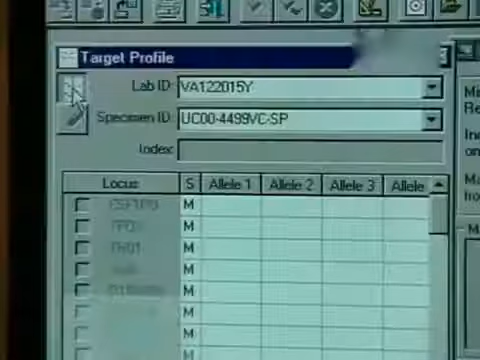 Target Profile
Lab ID: VA122015Y
Specimen ID: UC00-4499VC-SP
Index:
Locus S Allele 1 Allele 2 Allele 3 Allele
CSF1PO M
TPOX M
TH01 M
M
M
M
M
M